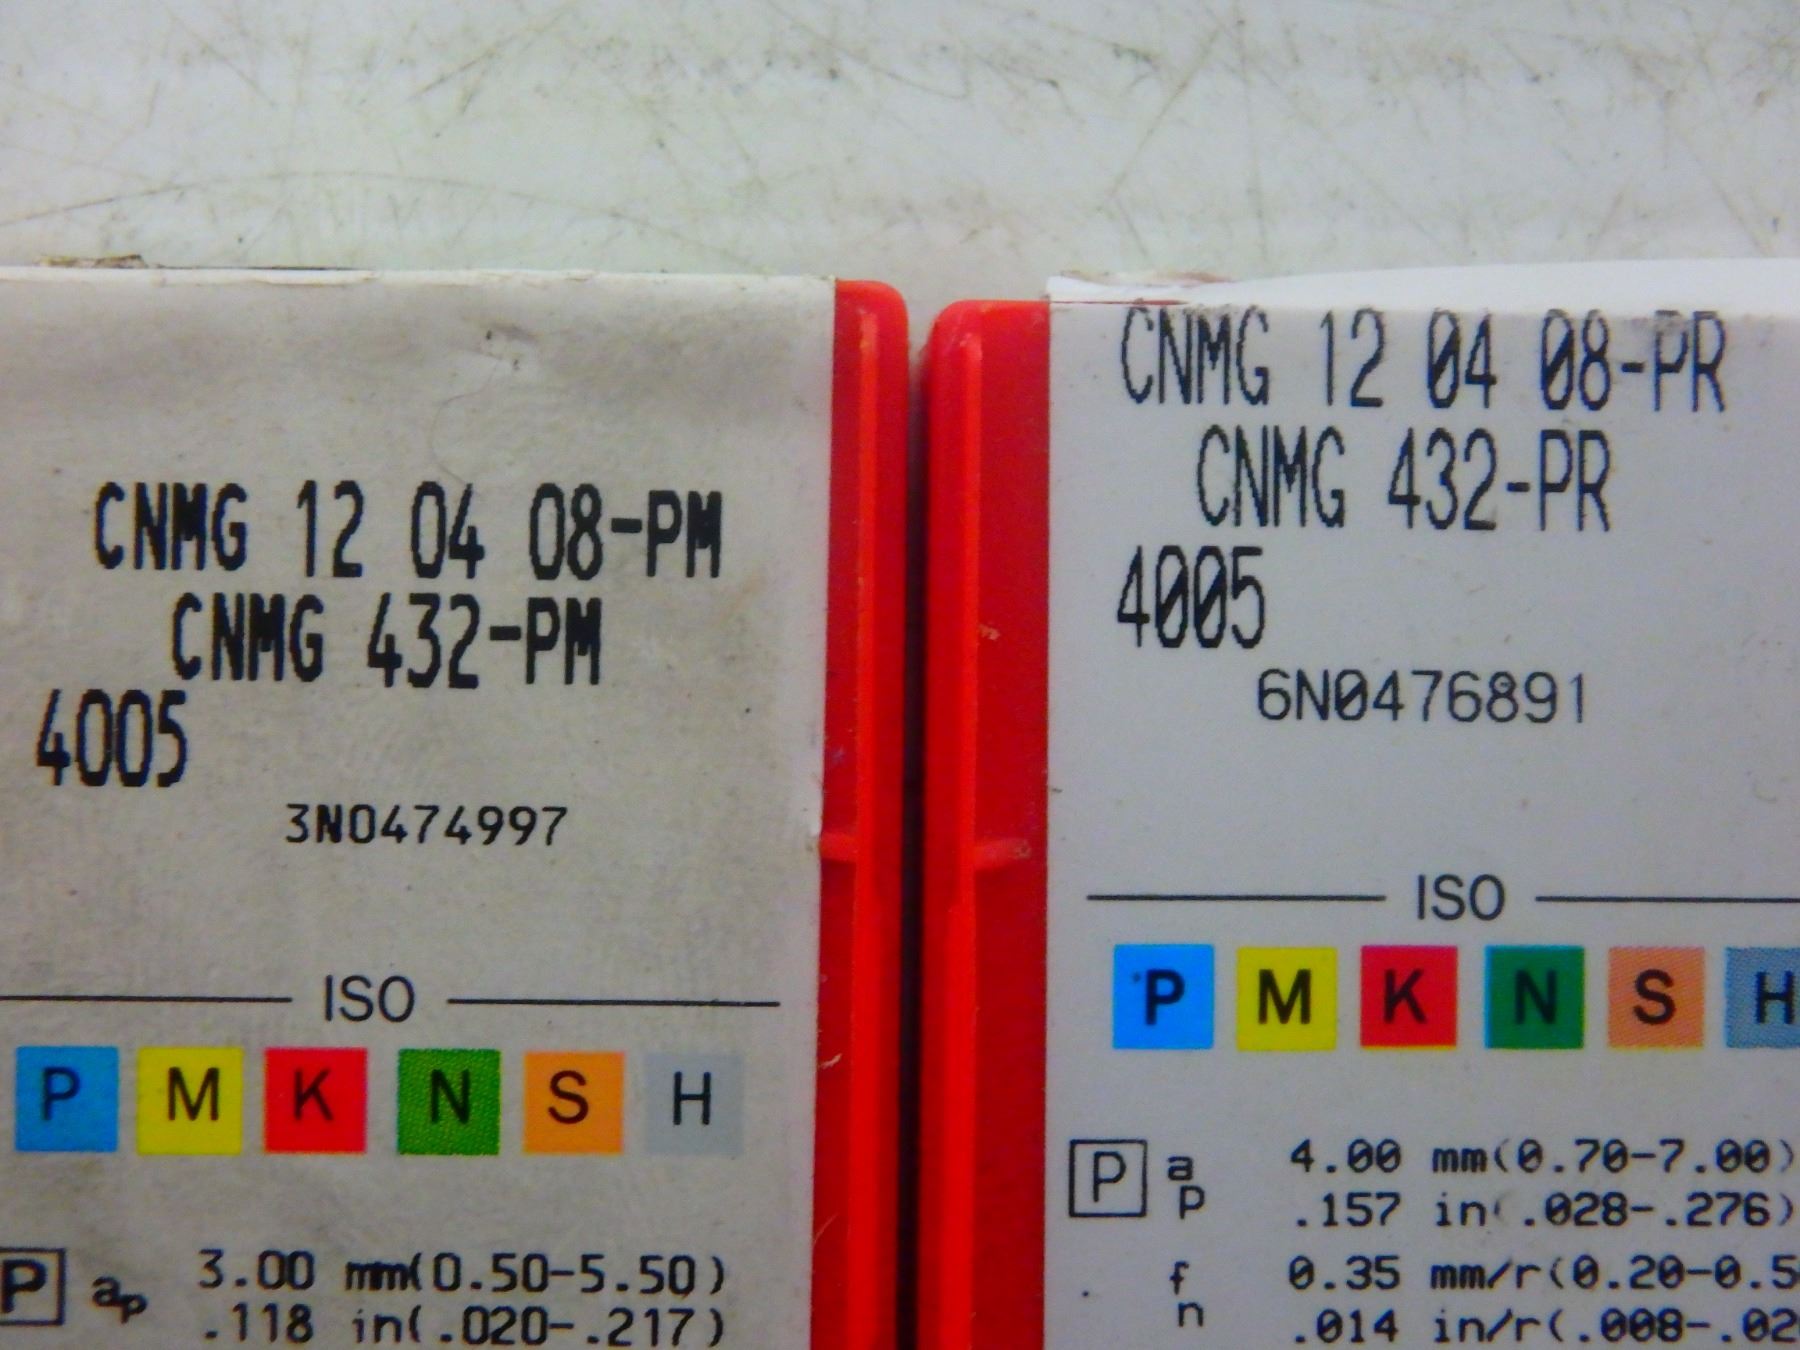 CNMG 12 04 08-PM
CNMG 432-PM
4005
3N0474997
ISO
P M K N S H
P ap 3.00 mm(0.50-5.50)
.118 in(.020-.217)
CNMG 12 04 08-PR
CNMG 432-PR
4005
6N0476891
ISO
P M K N S H
P ap 4.00 mm(0.70-7.00)
.157 in(.028-.276)
fn 0.35 mm/r(0.20-0.5
.014 in/r(.008-.02